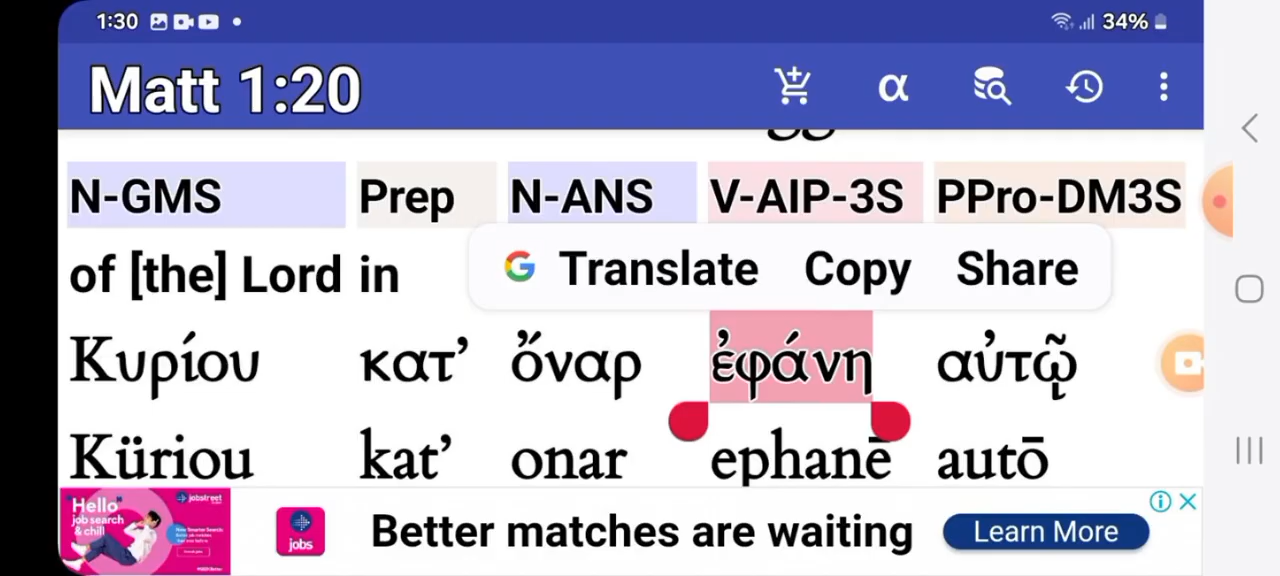 1:30 34%
Matt 1:20 α
N-GMS Prep N-ANS V-AIP-3S PPro-DM3S
of [the] Lord in
G Translate Copy Share
Κυρίου κατ’ ὄναρ ἐφάνη αὐτῷ
Küriou kat’ onar ephanē autō
"Hello" jobstreet
job search
& chill
jobs
Better matches are waiting
Learn More